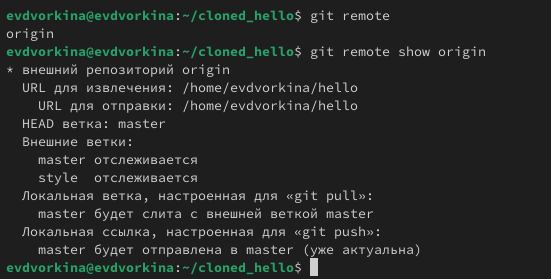 evdvorkina@evdvorkina:~/cloned_hello$ git remote
origin
evdvorkina@evdvorkina:~/cloned_hello$ git remote show origin
* внешний репозиторий origin
  URL для извлечения: /home/evdvorkina/hello
    URL для отправки: /home/evdvorkina/hello
  HEAD ветка: master
  Внешние ветки:
    master отслеживается
    style  отслеживается
  Локальная ветка, настроенная для «git pull»:
    master будет слита с внешней веткой master
  Локальная ссылка, настроенная для «git push»:
    master будет отправлена в master (уже актуальна)
evdvorkina@evdvorkina:~/cloned_hello$